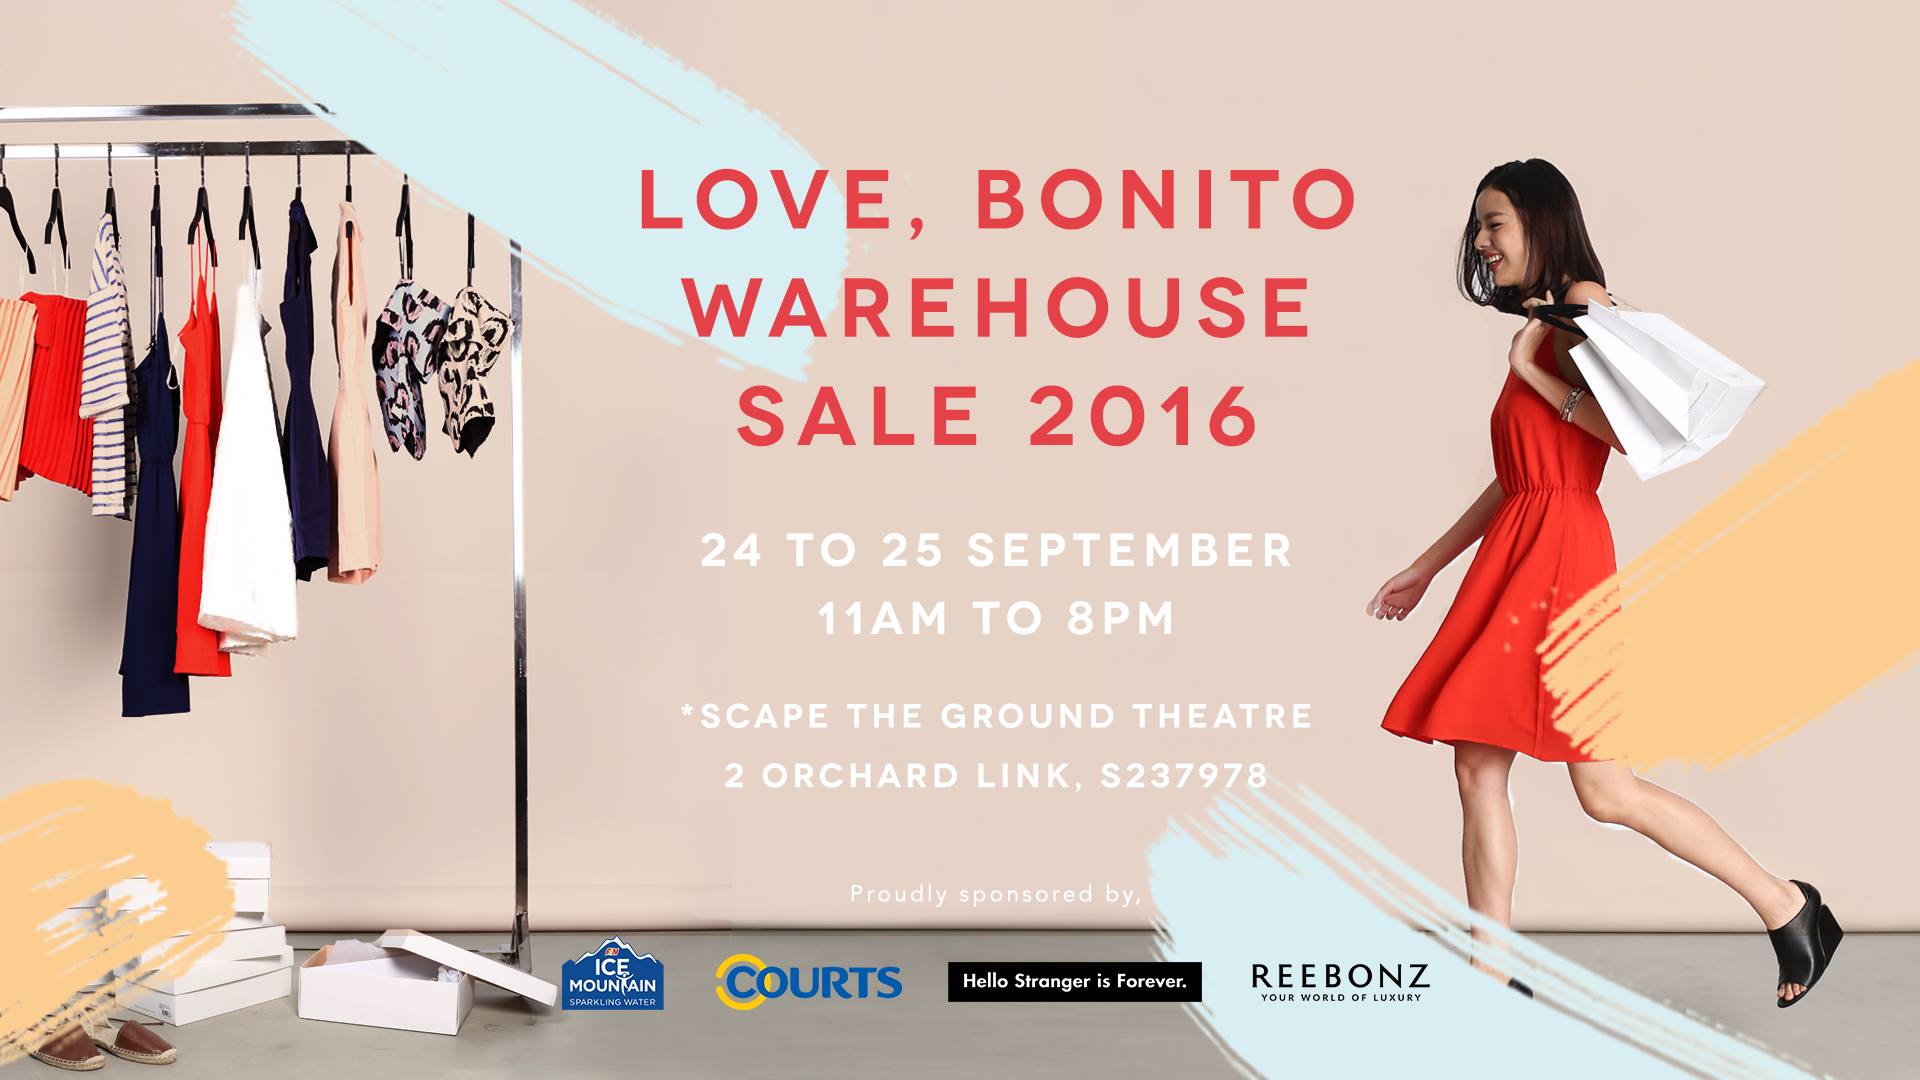 LOVE, BONITO
WAREHOUSE
SALE 2016
24 TO 25 SEPTEMBER
11AM TO 8PM
*SCAPE THE GROUND THEATRE
2 ORCHARD LINK, S237978
Proudly sponsored by,
F&N
ICE
MOUNTAIN
SPARKLING WATER
COURTS
Hello Stranger is Forever.
REEBONZ
YOUR WORLD OF LUXURY